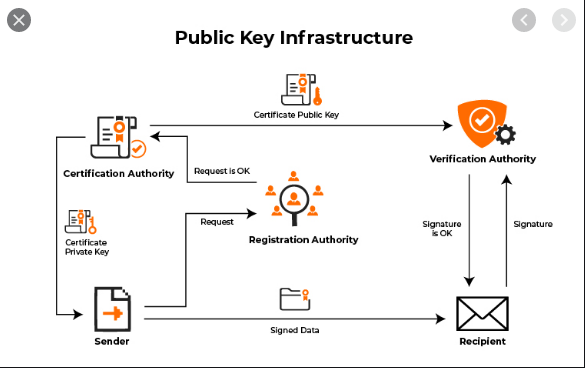 Public Key Infrastructure
Certificate Public Key
Certification Authority
Verification Authority
Request is OK
Certificate
Private Key
Request
Registration Authority
Signature
is OK
Signature
Signed Data
Sender
Recipient